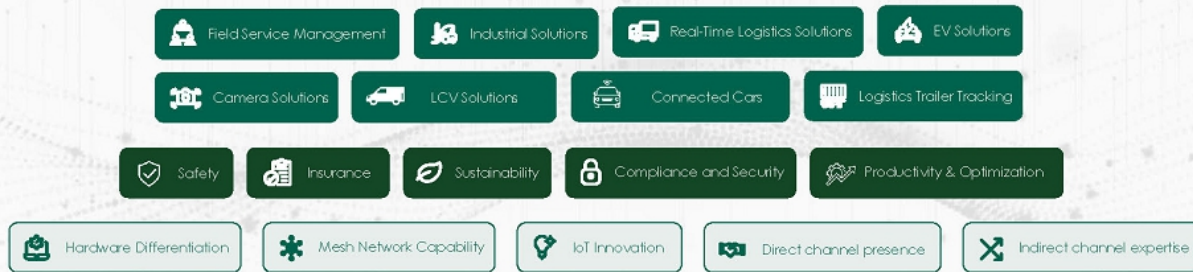 Field Service Management
Industrial Solutions
Real-Time Logistics Solutions
EV Solutions
Camera Solutions
LCV Solutions
Connected Cars
Logistics Trailer Tracking
Safety
Insurance
Sustainability
Compliance and Security
Productivity & Optimization
Hardware Differentiation
Mesh Network Capability
IoT Innovation
Direct channel presence
Indirect channel expertise